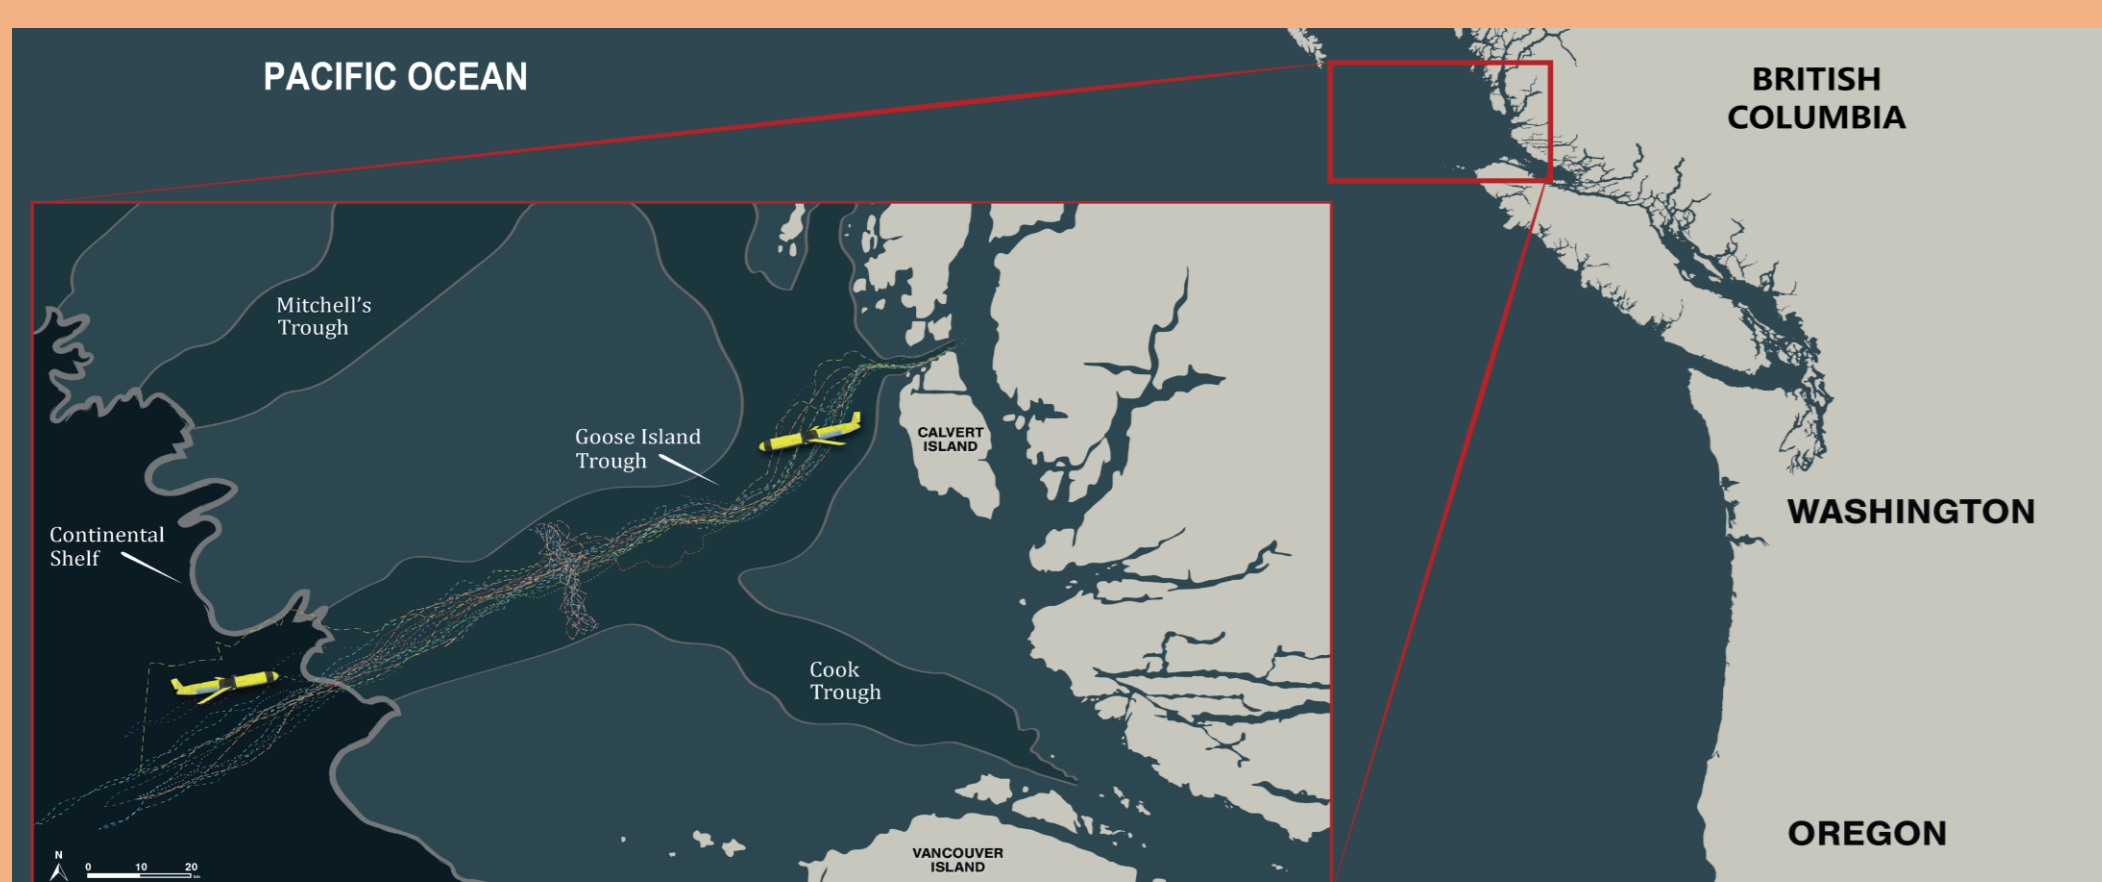 PACIFIC OCEAN
BRITISH
COLUMBIA
Mitchell's
Trough
Goose Island
Trough
CALVERT
ISLAND
Continental
Shelf
WASHINGTON
Cook
Trough
OREGON
VANCOUVER
ISLAND
N
0 10 20
km